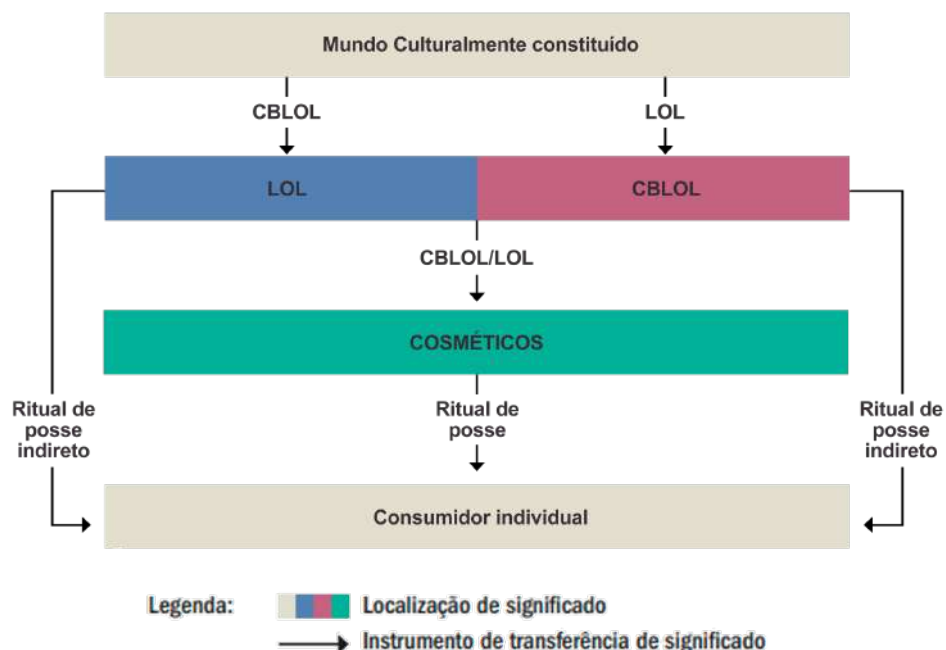 Mundo Culturalmente constituído
CBLOL
LOL
LOL
CBLOL
CBLOL/LOL
COSMÉTICOS
Ritual de
posse
indireto
Ritual de
posse
Ritual de
posse
indireto
Consumidor individual
Legenda:
Localização de significado
Instrumento de transferência de significado